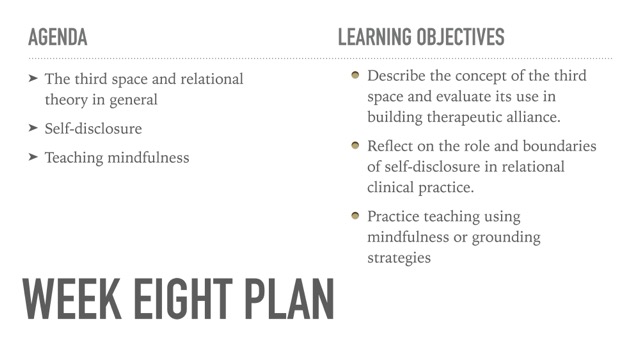 AGENDA
➤ The third space and relational
theory in general
➤ Self-disclosure
➤ Teaching mindfulness
LEARNING OBJECTIVES
• Describe the concept of the third
space and evaluate its use in
building therapeutic alliance.
• Reflect on the role and boundaries
of self-disclosure in relational
clinical practice.
• Practice teaching using
mindfulness or grounding
strategies
WEEK EIGHT PLAN